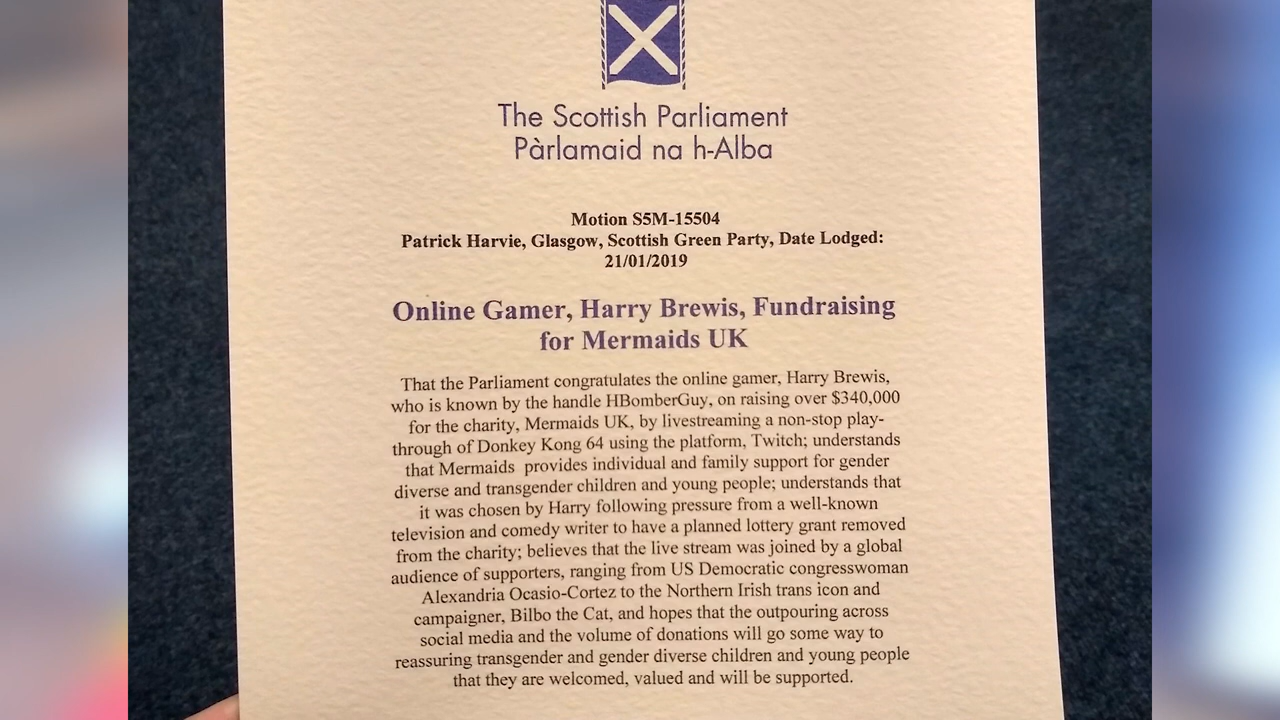 The Scottish Parliament
Pàrlamaid na h-Alba
Motion S5M-15504
Patrick Harvie, Glasgow, Scottish Green Party, Date Lodged:
21/01/2019
Online Gamer, Harry Brewis, Fundraising
for Mermaids UK
That the Parliament congratulates the online gamer, Harry Brewis,
who is known by the handle HBomberGuy, on raising over $340,000
for the charity, Mermaids UK, by livestreaming a non-stop play-
through of Donkey Kong 64 using the platform, Twitch; understands
that Mermaids provides individual and family support for gender
diverse and transgender children and young people; understands that
it was chosen by Harry following pressure from a well-known
television and comedy writer to have a planned lottery grant removed
from the charity; believes that the live stream was joined by a global
audience of supporters, ranging from US Democratic congresswoman
Alexandria Ocasio-Cortez to the Northern Irish trans icon and
campaigner, Bilbo the Cat, and hopes that the outpouring across
social media and the volume of donations will go some way to
reassuring transgender and gender diverse children and young people
that they are welcomed, valued and will be supported.